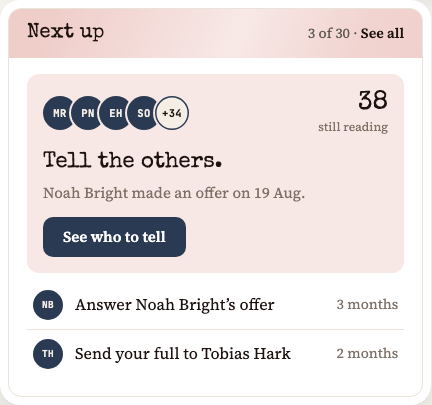 Next up
3 of 30 · See all
MR PN EH SO +34
38
still reading
Tell the others.
Noah Bright made an offer on 19 Aug.
See who to tell
NB Answer Noah Bright’s offer 3 months
TH Send your full to Tobias Hark 2 months